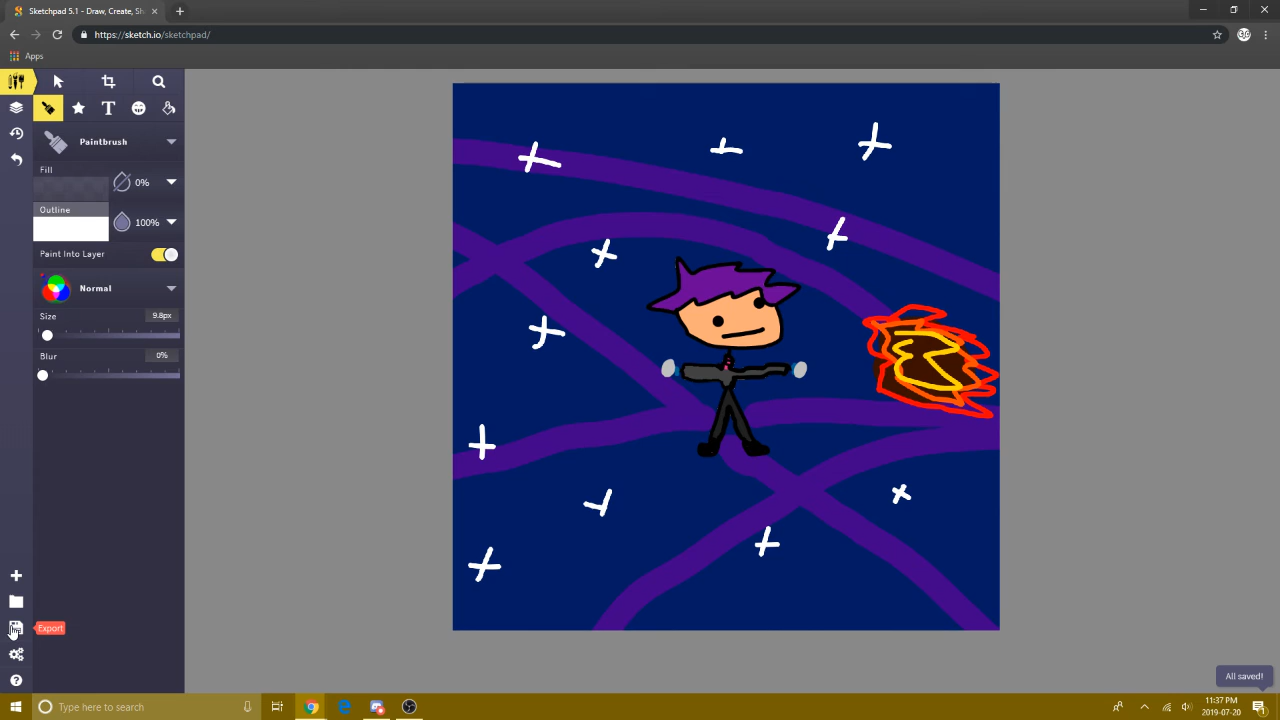 Sketchpad 5.1 - Draw, Create, Sh
https://sketch.io/sketchpad/
Apps
Paintbrush
Fill
0%
Outline
100%
Paint Into Layer
Normal
Size
9.8px
Blur
0%
Export
All saved!
Type here to search
11:37 PM
2019-07-20